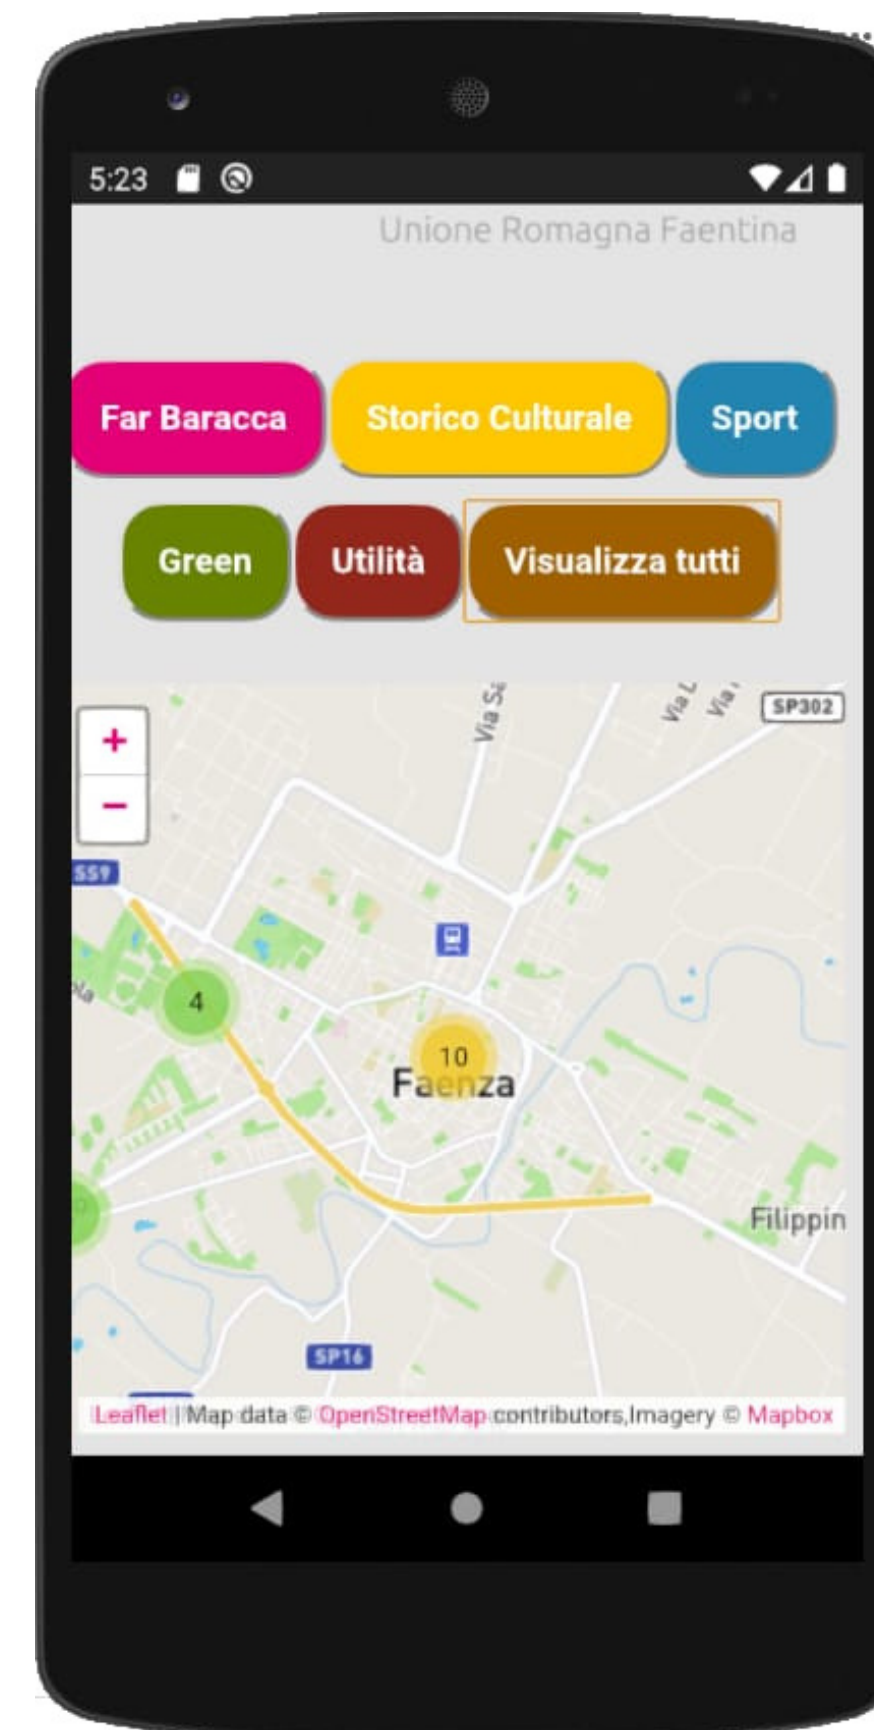 5:23
Unione Romagna Faentina
Far Baracca Storico Culturale Sport
Green Utilità Visualizza tutti
+
−
SP302
SS9
4
10
Faenza
Filippin
SP16
Leaflet | Map data © OpenStreetMap contributors,Imagery © Mapbox